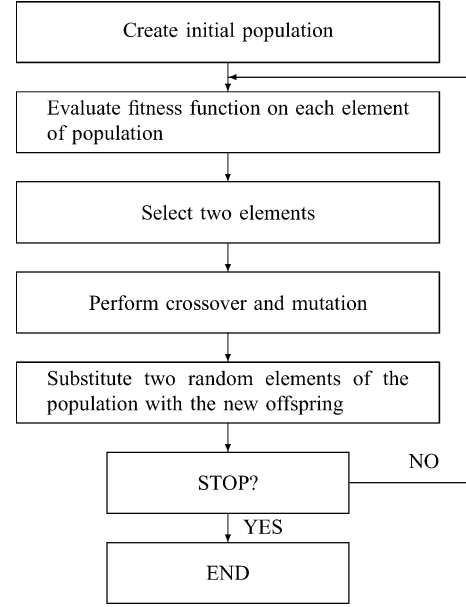 Create initial population
Evaluate fitness function on each element
of population
Select two elements
Perform crossover and mutation
Substitute two random elements of the
population with the new offspring
NO
STOP?
YES
END